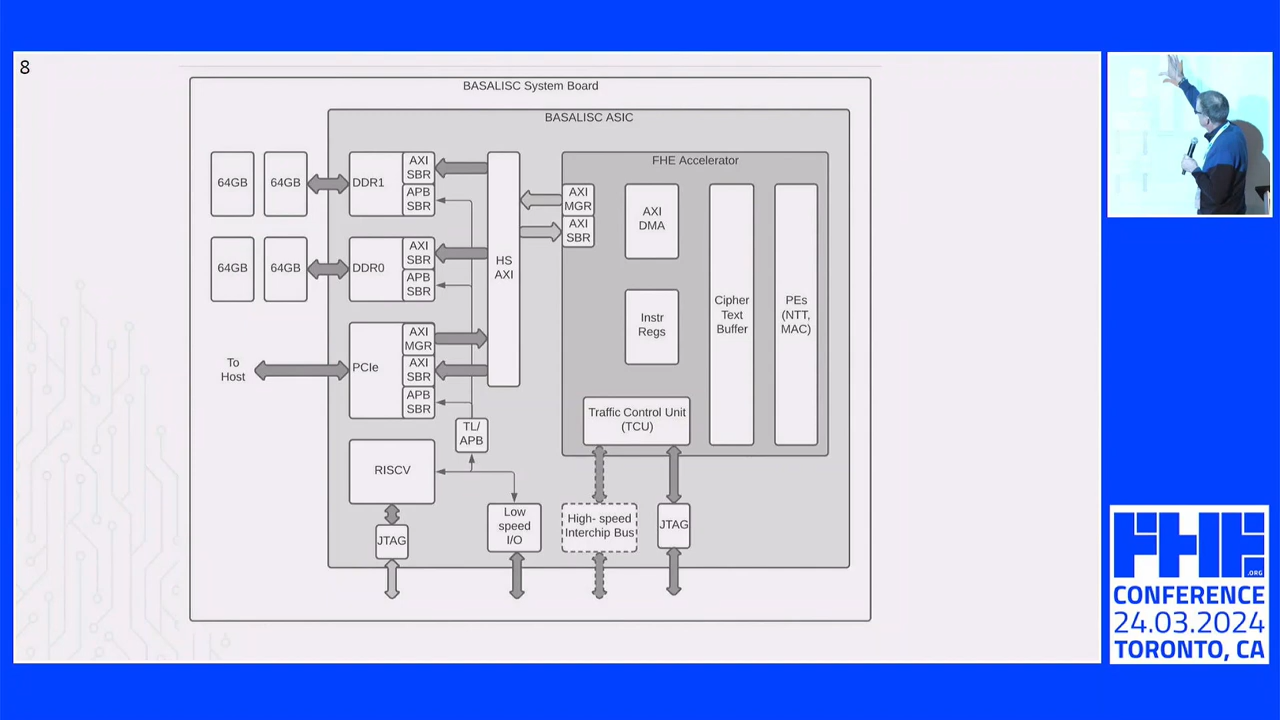 8
BASALISC System Board
BASALISC ASIC
FHE Accelerator
64GB
64GB
DDR1
AXI
SBR
APB
SBR
64GB
64GB
DDR0
AXI
SBR
APB
SBR
To
Host
PCIe
AXI
MGR
AXI
SBR
APB
SBR
HS
AXI
TL/
APB
RISCV
JTAG
Low
speed
I/O
AXI
MGR
AXI
SBR
AXI
DMA
Instr
Regs
Cipher
Text
Buffer
PEs
(NTT,
MAC)
Traffic Control Unit
(TCU)
High- speed
Interchip Bus
JTAG
FHE
.ORG
CONFERENCE
24.03.2024
TORONTO, CA